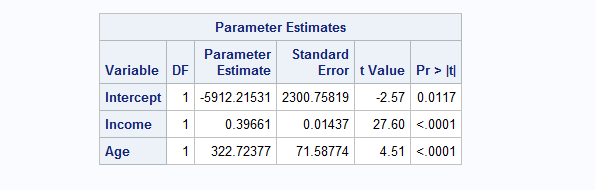 Parameter Estimates
Variable DF Parameter Estimate Standard Error t Value Pr > |t|
Intercept 1 -5912.21531 2300.75819 -2.57 0.0117
Income 1 0.39661 0.01437 27.60 <.0001
Age 1 322.72377 71.58774 4.51 <.0001